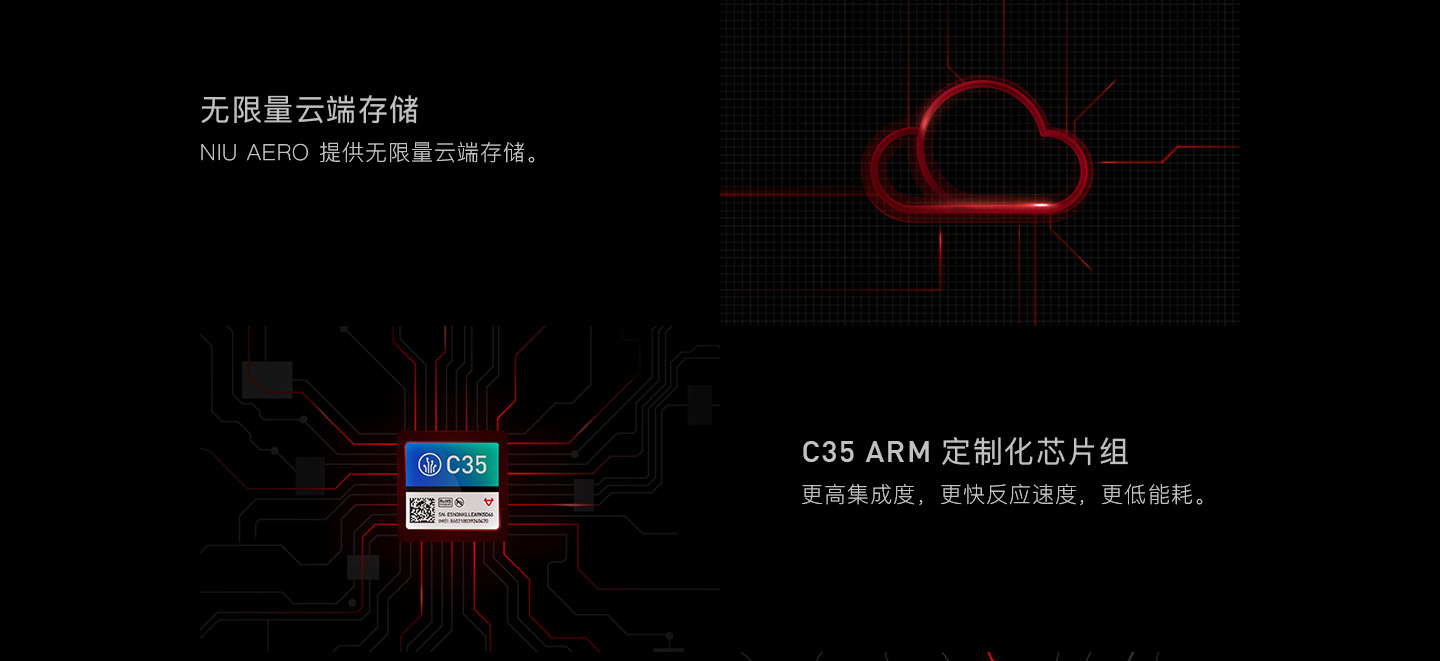 无限量云端存储
NIU AERO 提供无限量云端存储。
C35
C35 ARM 定制化芯片组
更高集成度，更快反应速度，更低能耗。